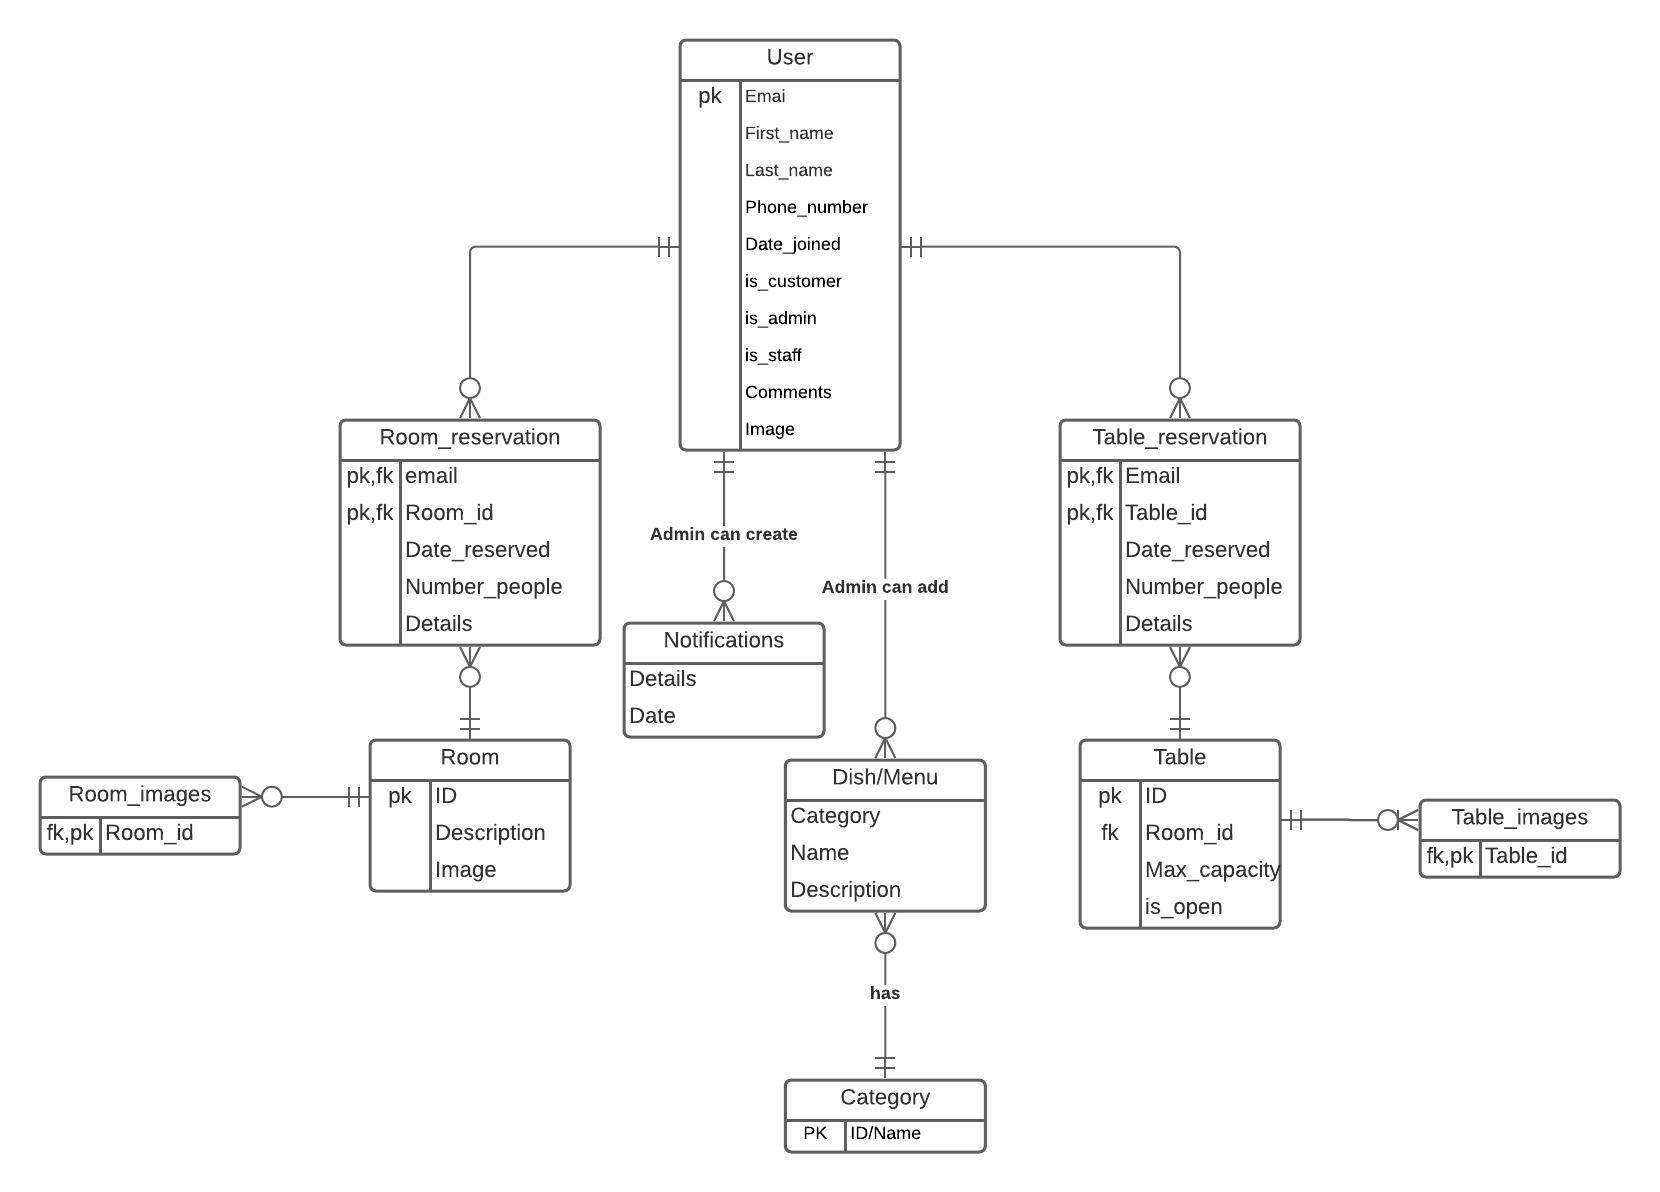 User
pk Emai
First_name
Last_name
Phone_number
Date_joined
is_customer
is_admin
is_staff
Comments
Image
Room_reservation
pk,fk email
pk,fk Room_id
Date_reserved
Number_people
Details
Admin can create
Admin can add
Table_reservation
pk,fk Email
pk,fk Table_id
Date_reserved
Number_people
Details
Notifications
Details
Date
Room_images
fk,pk Room_id
Room
pk ID
Description
Image
Dish/Menu
Category
Name
Description
Table
pk ID
fk Room_id
Max_capacity
is_open
Table_images
fk,pk Table_id
has
Category
PK ID/Name